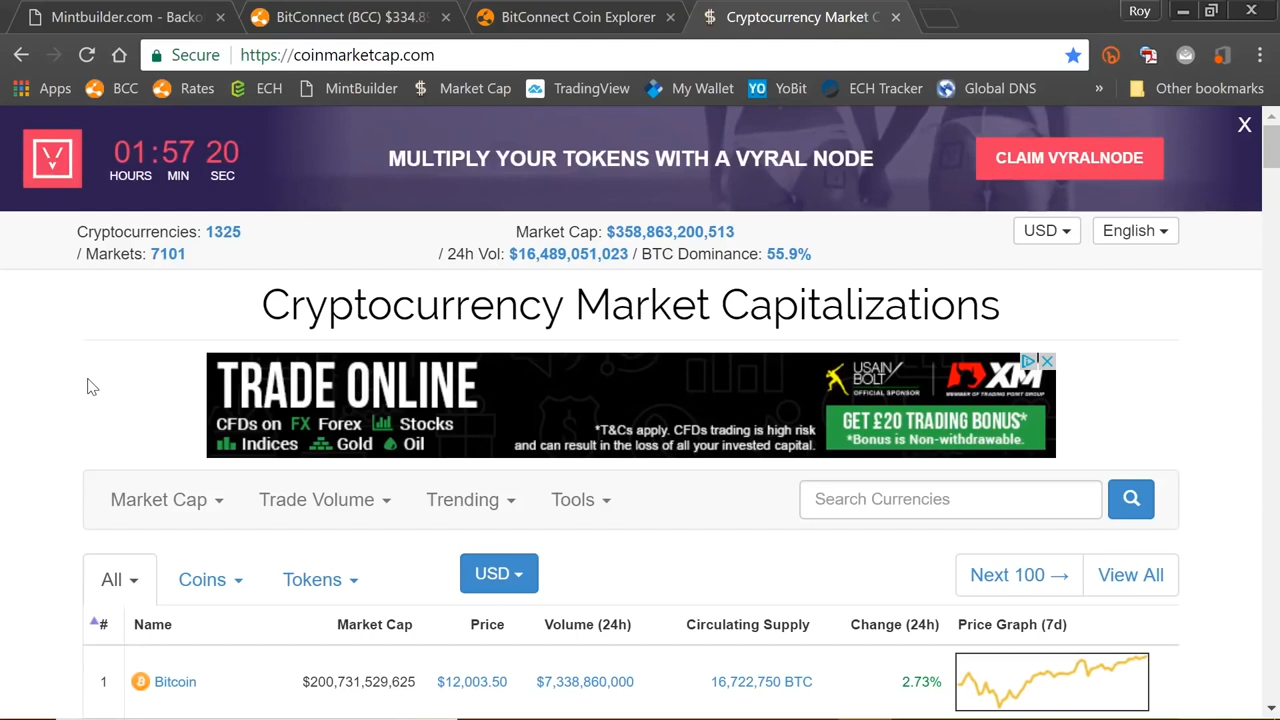 Mintbuilder.com - Backo
BitConnect (BCC) $334.89
BitConnect Coin Explorer
Cryptocurrency Market C
Roy
Secure https://coinmarketcap.com
Apps BCC Rates ECH MintBuilder Market Cap TradingView My Wallet YoBit ECH Tracker Global DNS » Other bookmarks
01:57 20
HOURS MIN SEC
MULTIPLY YOUR TOKENS WITH A VYRAL NODE
CLAIM VYRALNODE
X
Cryptocurrencies: 1325
/ Markets: 7101
Market Cap: $358,863,200,513
/ 24h Vol: $16,489,051,023 / BTC Dominance: 55.9%
USD
English
Cryptocurrency Market Capitalizations
TRADE ONLINE
CFDs on FX Forex Stocks
Indices Gold Oil
*T&Cs apply. CFDs trading is high risk
and can result in the loss of all your invested capital.
USAIN
BOLT
OFFICIAL SPONSOR
XM
MEMBER OF TRADING POINT GROUP
GET £20 TRADING BONUS*
*Bonus is Non-withdrawable.
Market Cap Trade Volume Trending Tools
Search Currencies
All Coins Tokens USD Next 100 → View All
# Name Market Cap Price Volume (24h) Circulating Supply Change (24h) Price Graph (7d)
1 Bitcoin $200,731,529,625 $12,003.50 $7,338,860,000 16,722,750 BTC 2.73%